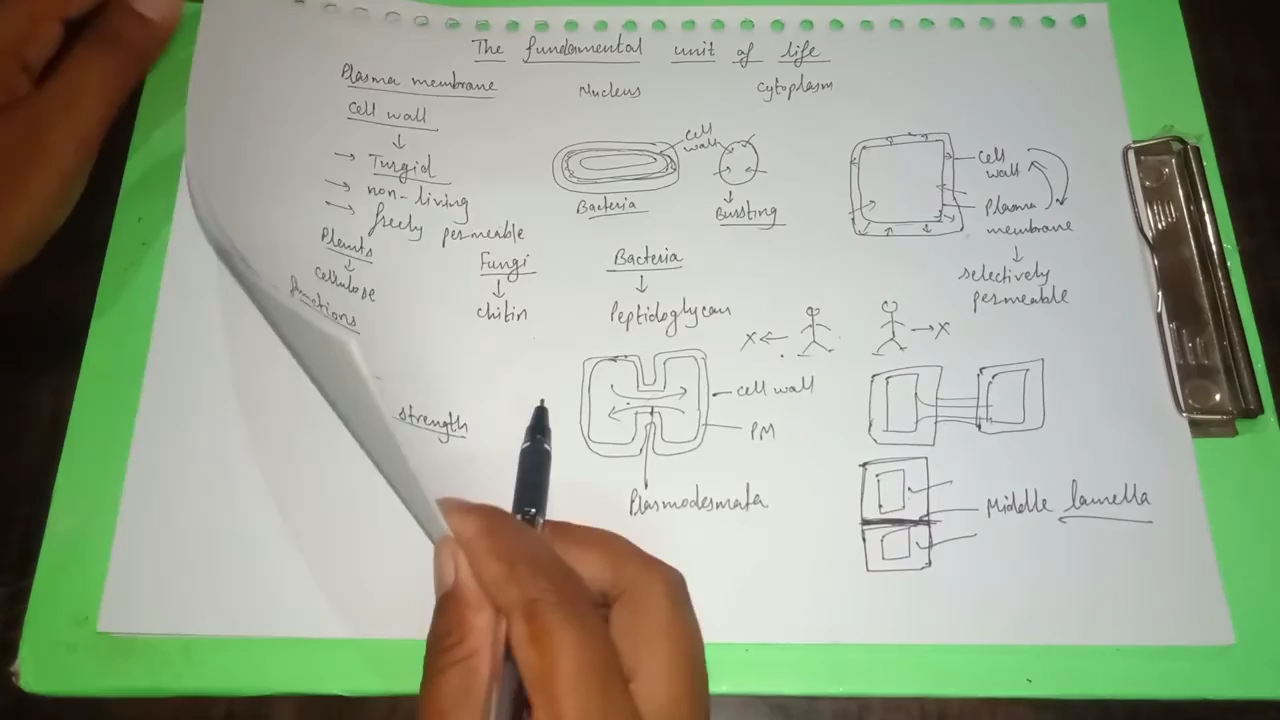 The fundamental unit of life
Plasma membrane
Nucleus
Cytoplasm
Cell wall
→ Turgid
→ non-living
→ freely permeable
Plants
Cellulose
Fungi
chitin
Bacteria
Peptidoglycan
functions
strength
cell wall
Bacteria
Bursting
cell wall
Plasma membrane
selectively permeable
X
X
cell wall
PM
Plasmodesmata
Middle lamella